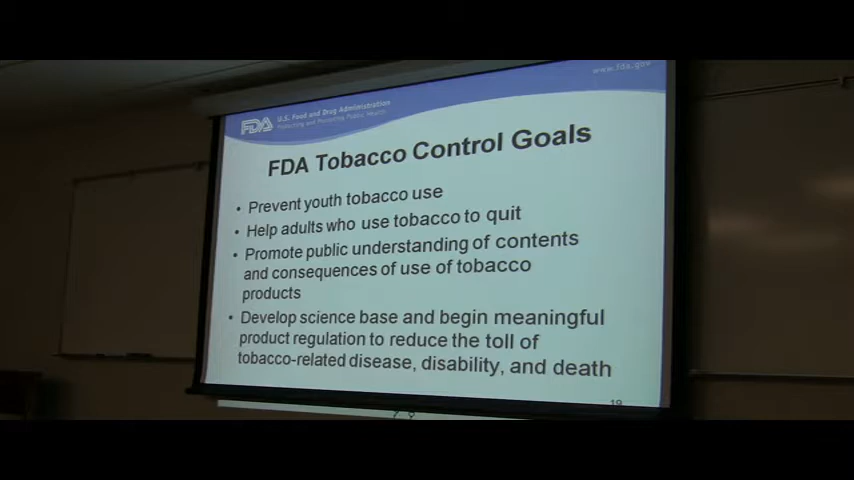 www.fda.gov
FDA
U.S. Food and Drug Administration
Protecting and Promoting Public Health
FDA Tobacco Control Goals
• Prevent youth tobacco use
• Help adults who use tobacco to quit
• Promote public understanding of contents
and consequences of use of tobacco
products
• Develop science base and begin meaningful
product regulation to reduce the toll of
tobacco-related disease, disability, and death
19